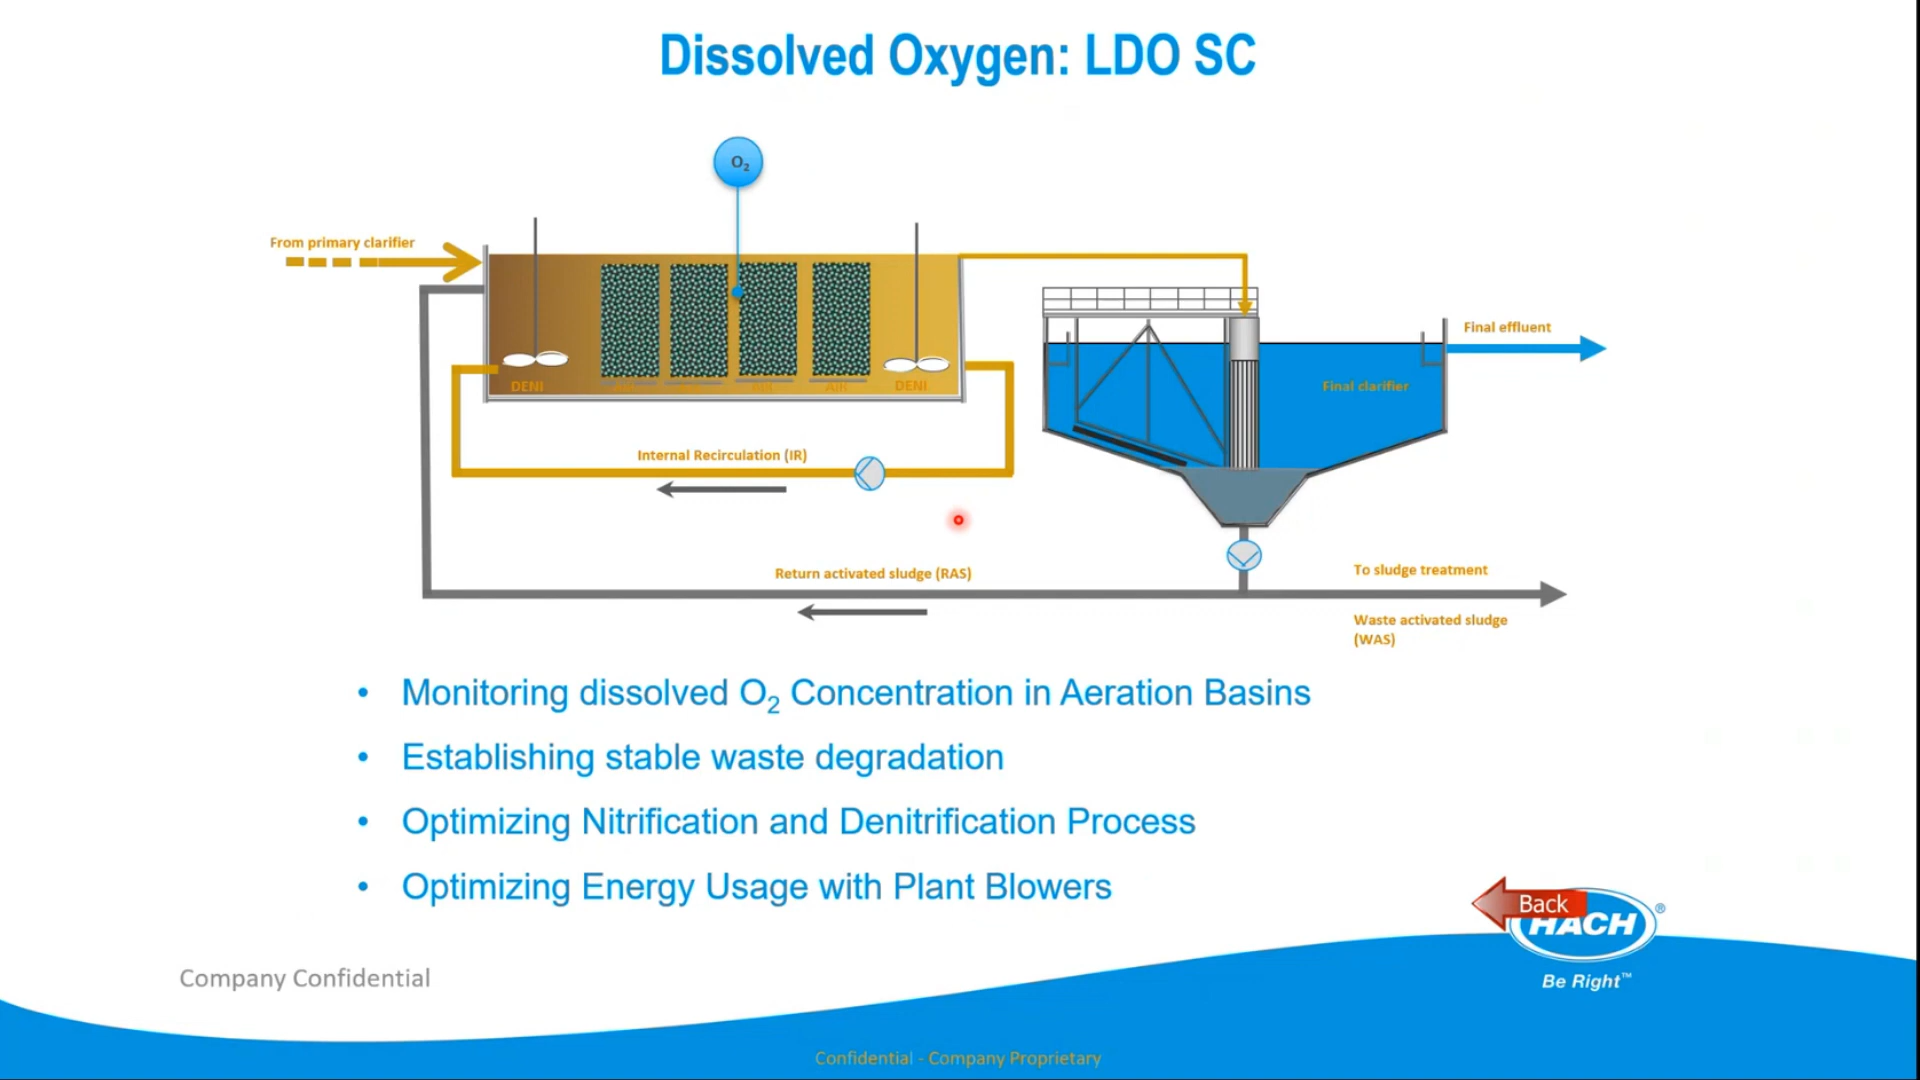 Dissolved Oxygen: LDO SC
O₂
From primary clarifier
Final effluent
Final clarifier
DENI
AIR
AIR
DENI
Internal Recirculation (IR)
Return activated sludge (RAS)
To sludge treatment
Waste activated sludge
(WAS)
• Monitoring dissolved O₂ Concentration in Aeration Basins
• Establishing stable waste degradation
• Optimizing Nitrification and Denitrification Process
• Optimizing Energy Usage with Plant Blowers
Back
HACH®
Be Right™
Company Confidential
Confidential - Company Proprietary